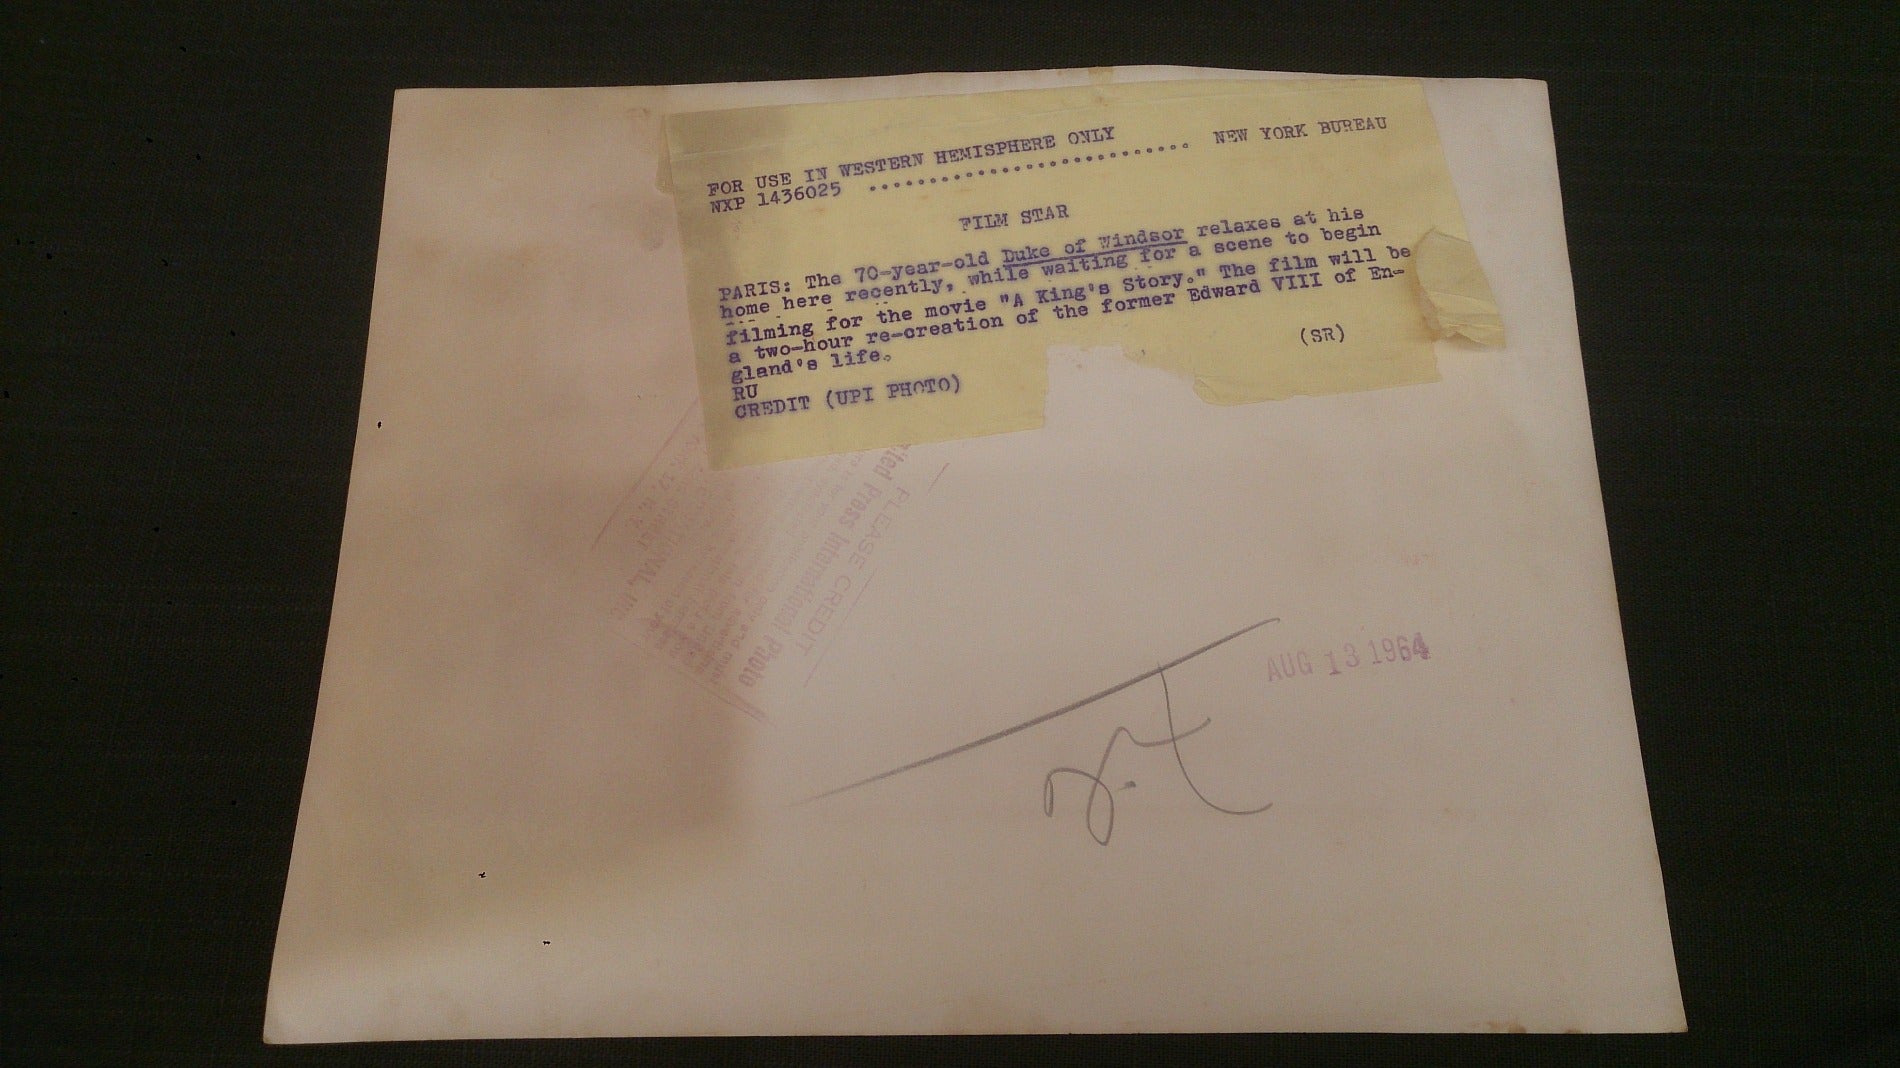 FOR USE IN WESTERN HEMISPHERE ONLY
NXP 1436025 .............................. NEW YORK BUREAU
FILM STAR
PARIS: The 70-year-old Duke of Windsor relaxes at his
home here recently, while waiting for a scene to begin
filming for the movie "A King's Story." The film will be
a two-hour re-creation of the former Edward VIII of En-
gland's life.
(SR)
RU
CREDIT (UPI PHOTO)
PLEASE CREDIT
Press International Photo
AUG 13 1964